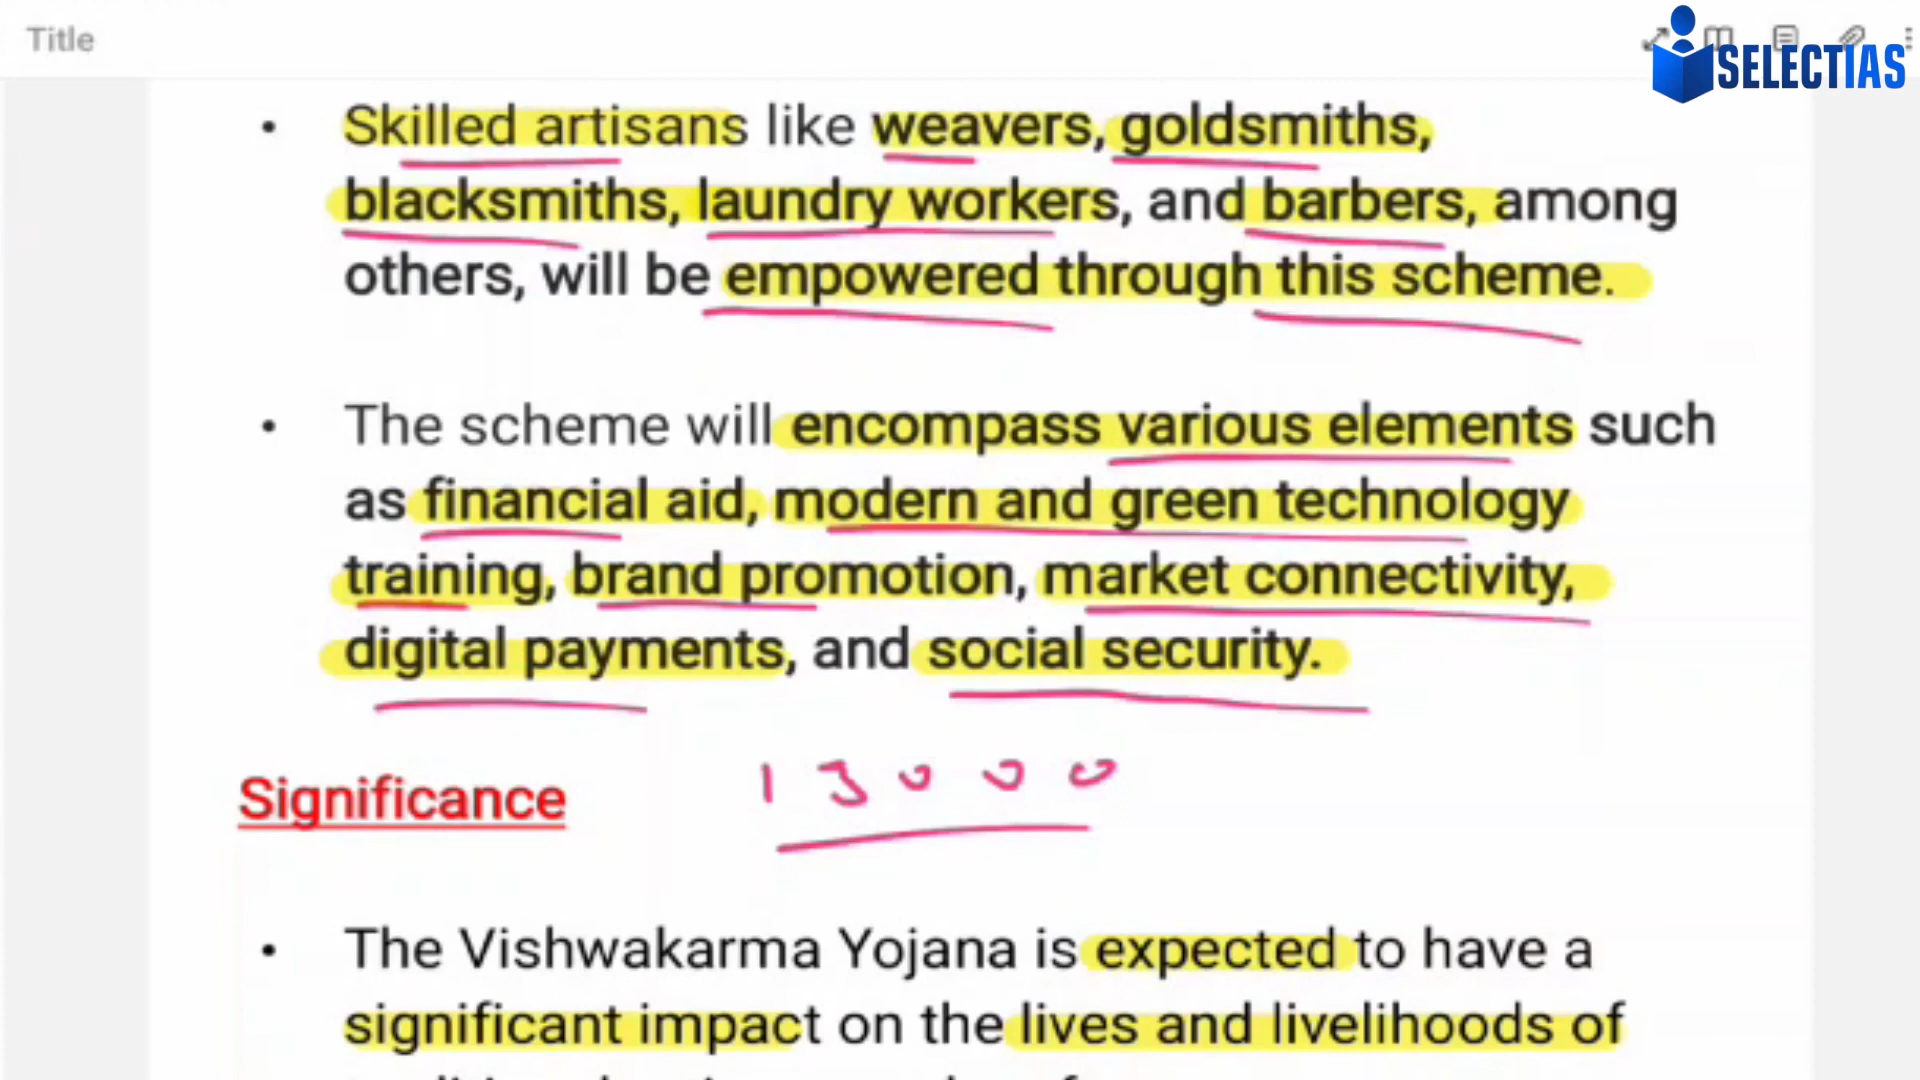 Title
SELECTIAS
• Skilled artisans like weavers, goldsmiths,
blacksmiths, laundry workers, and barbers, among
others, will be empowered through this scheme.
• The scheme will encompass various elements such
as financial aid, modern and green technology
training, brand promotion, market connectivity,
digital payments, and social security.
13000
Significance
• The Vishwakarma Yojana is expected to have a
significant impact on the lives and livelihoods of